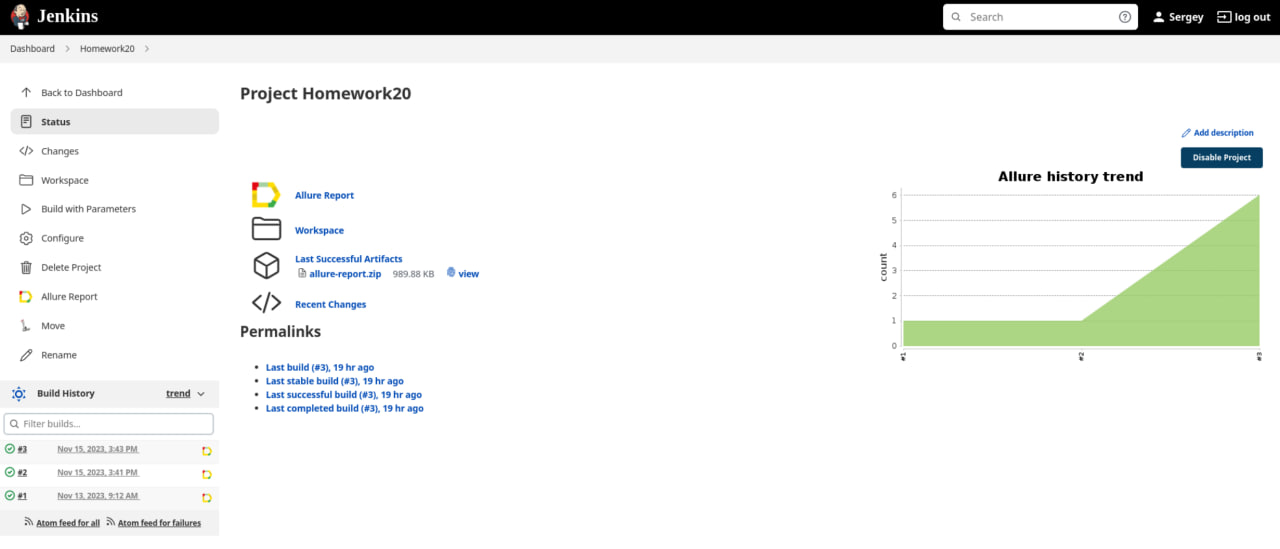 Jenkins
Search
Sergey
log out
Dashboard
Homework20
Back to Dashboard
Status
Changes
Workspace
Build with Parameters
Configure
Delete Project
Allure Report
Move
Rename
Build History
trend
Filter builds...
#3 Nov 15, 2023, 3:43 PM
#2 Nov 15, 2023, 3:41 PM
#1 Nov 13, 2023, 9:12 AM
Atom feed for all Atom feed for failures
Project Homework20
Add description
Disable Project
Allure Report
Workspace
Last Successful Artifacts
allure-report.zip 989.88 KB view
Recent Changes
Permalinks
Last build (#3), 19 hr ago
Last stable build (#3), 19 hr ago
Last successful build (#3), 19 hr ago
Last completed build (#3), 19 hr ago
Allure history trend
count
6
5
4
3
2
1
0
#1
#2
#3